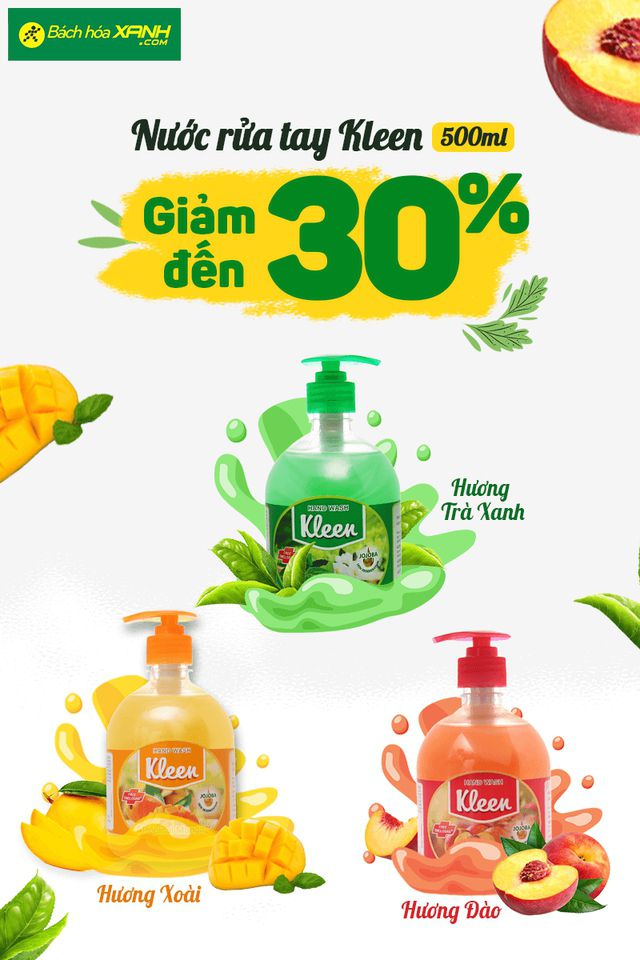 Bách hóa XANH
.COM
Nước rửa tay Kleen 500ml
Giảm đến 30%
HAND WASH
Kleen
JOJOBA
Hương
Trà Xanh
HAND WASH
Kleen
JOJOBA
Hương Xoài
HAND WASH
Kleen
JOJOBA
Hương Đào